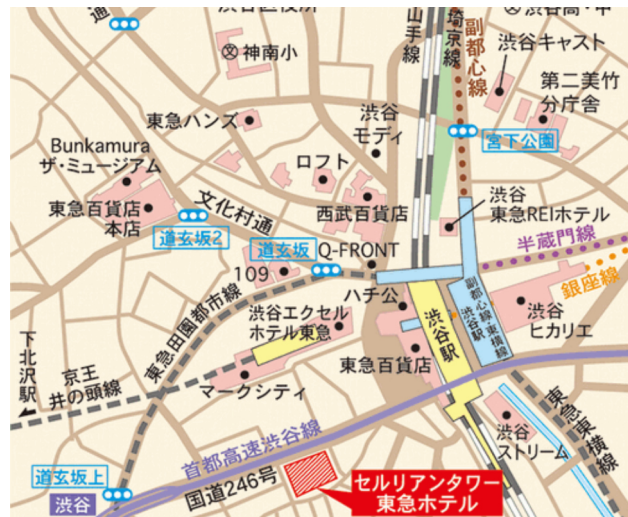 通
神南小
山手線
埼京線
副都心線
渋谷キャスト
第二美竹
分庁舎
宮下公園
東急ハンズ
渋谷
モディ
Bunkamura
ザ・ミュージアム
ロフト
東急百貨店
本店
文化村通
西武百貨店
渋谷
東急REIホテル
道玄坂2
道玄坂
Q-FRONT
半蔵門線
109
銀座線
ハチ公
渋谷エクセル
ホテル東急
東急田園都市線
渋谷駅
副都心線・東横線
渋谷駅
渋谷
ヒカリエ
下北沢駅
京王
井の頭線
マークシティ
東急百貨店
首都高速渋谷線
渋谷
ストリーム
東急東横線
道玄坂上
渋谷
国道246号
セルリアンタワー
東急ホテル